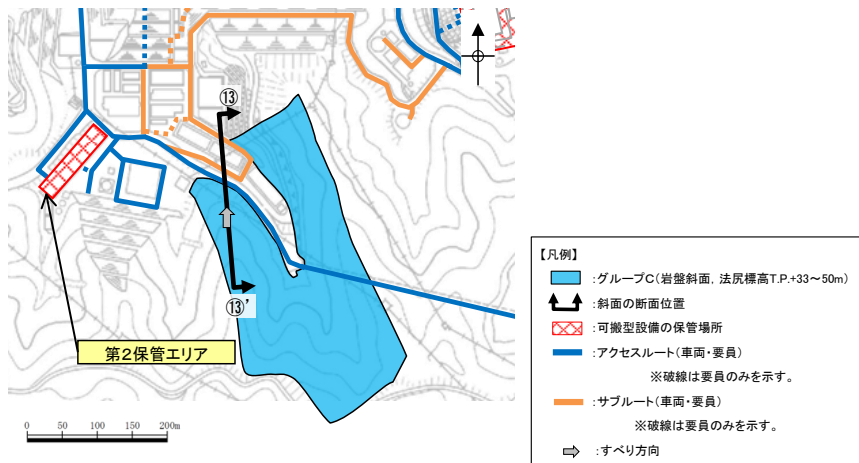 ⑬
⑬'
第2保管エリア
0 50 100 150 200m
【凡例】
:グループC(岩盤斜面，法尻標高T.P.+33～50m)
:斜面の断面位置
:可搬型設備の保管場所
:アクセスルート(車両・要員)
※破線は要員のみを示す。
:サブルート(車両・要員)
※破線は要員のみを示す。
:すべり方向